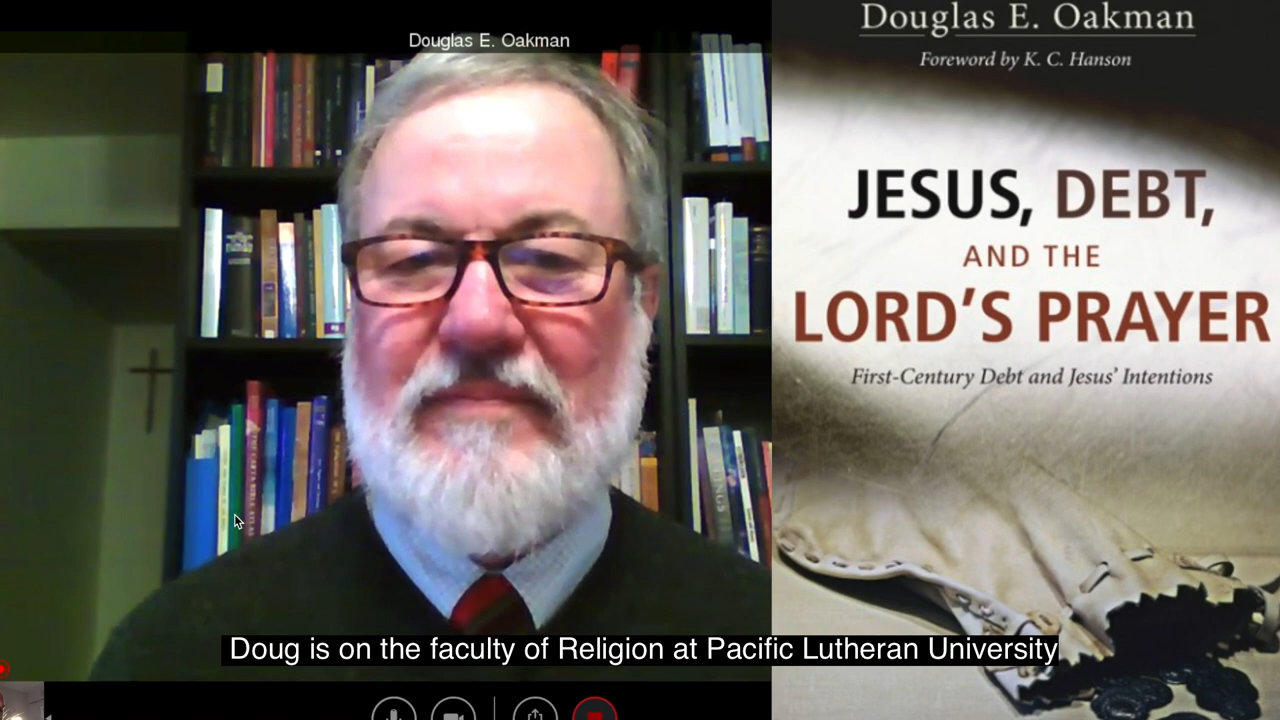 Douglas E. Oakman
Douglas E. Oakman
Foreword by K. C. Hanson
JESUS, DEBT,
AND THE
LORD'S PRAYER
First-Century Debt and Jesus' Intentions
Doug is on the faculty of Religion at Pacific Lutheran University